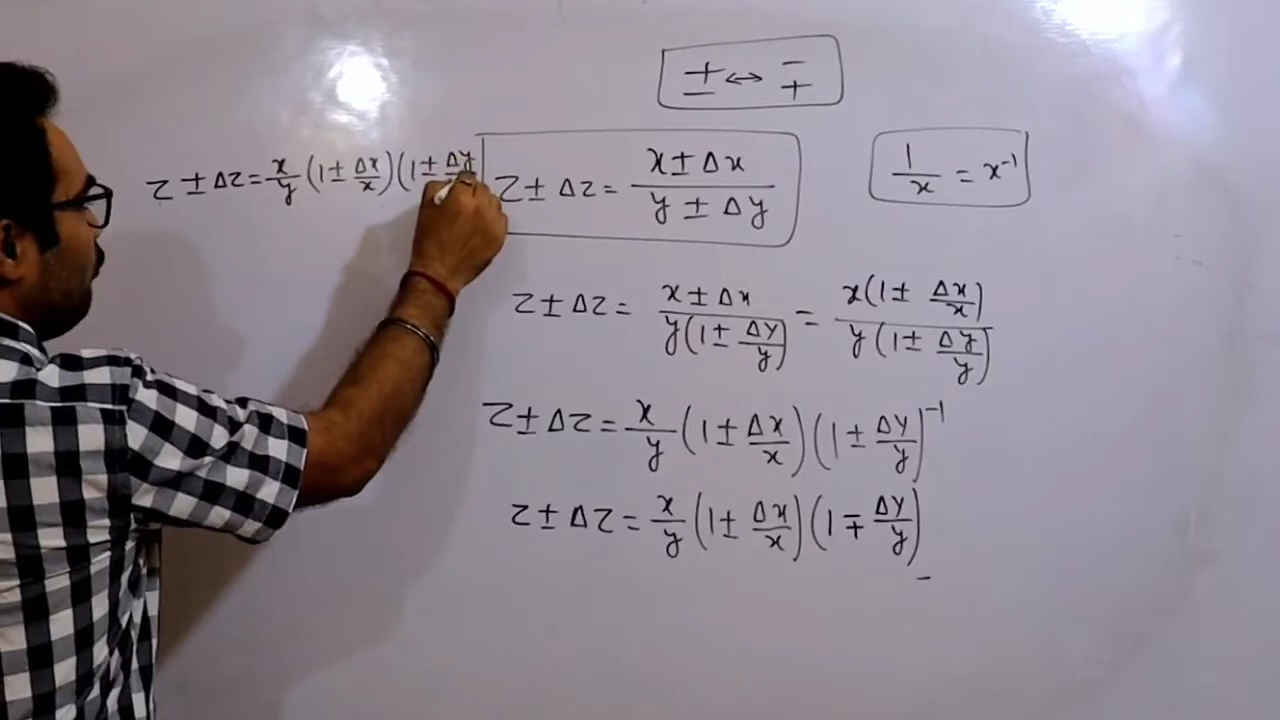 ± ↔ ∓
z ± Δz = x/y (1 ± Δx/x)(1 ± Δy
z ± Δz = (x ± Δx)/(y ± Δy)
1/x = x⁻¹
z ± Δz = (x ± Δx)/(y(1 ± Δy/y)) = (x(1 ± Δx/x))/(y(1 ± Δy/y))
z ± Δz = x/y (1 ± Δx/x)(1 ± Δy/y)⁻¹
z ± Δz = x/y (1 ± Δx/x)(1 ∓ Δy/y)